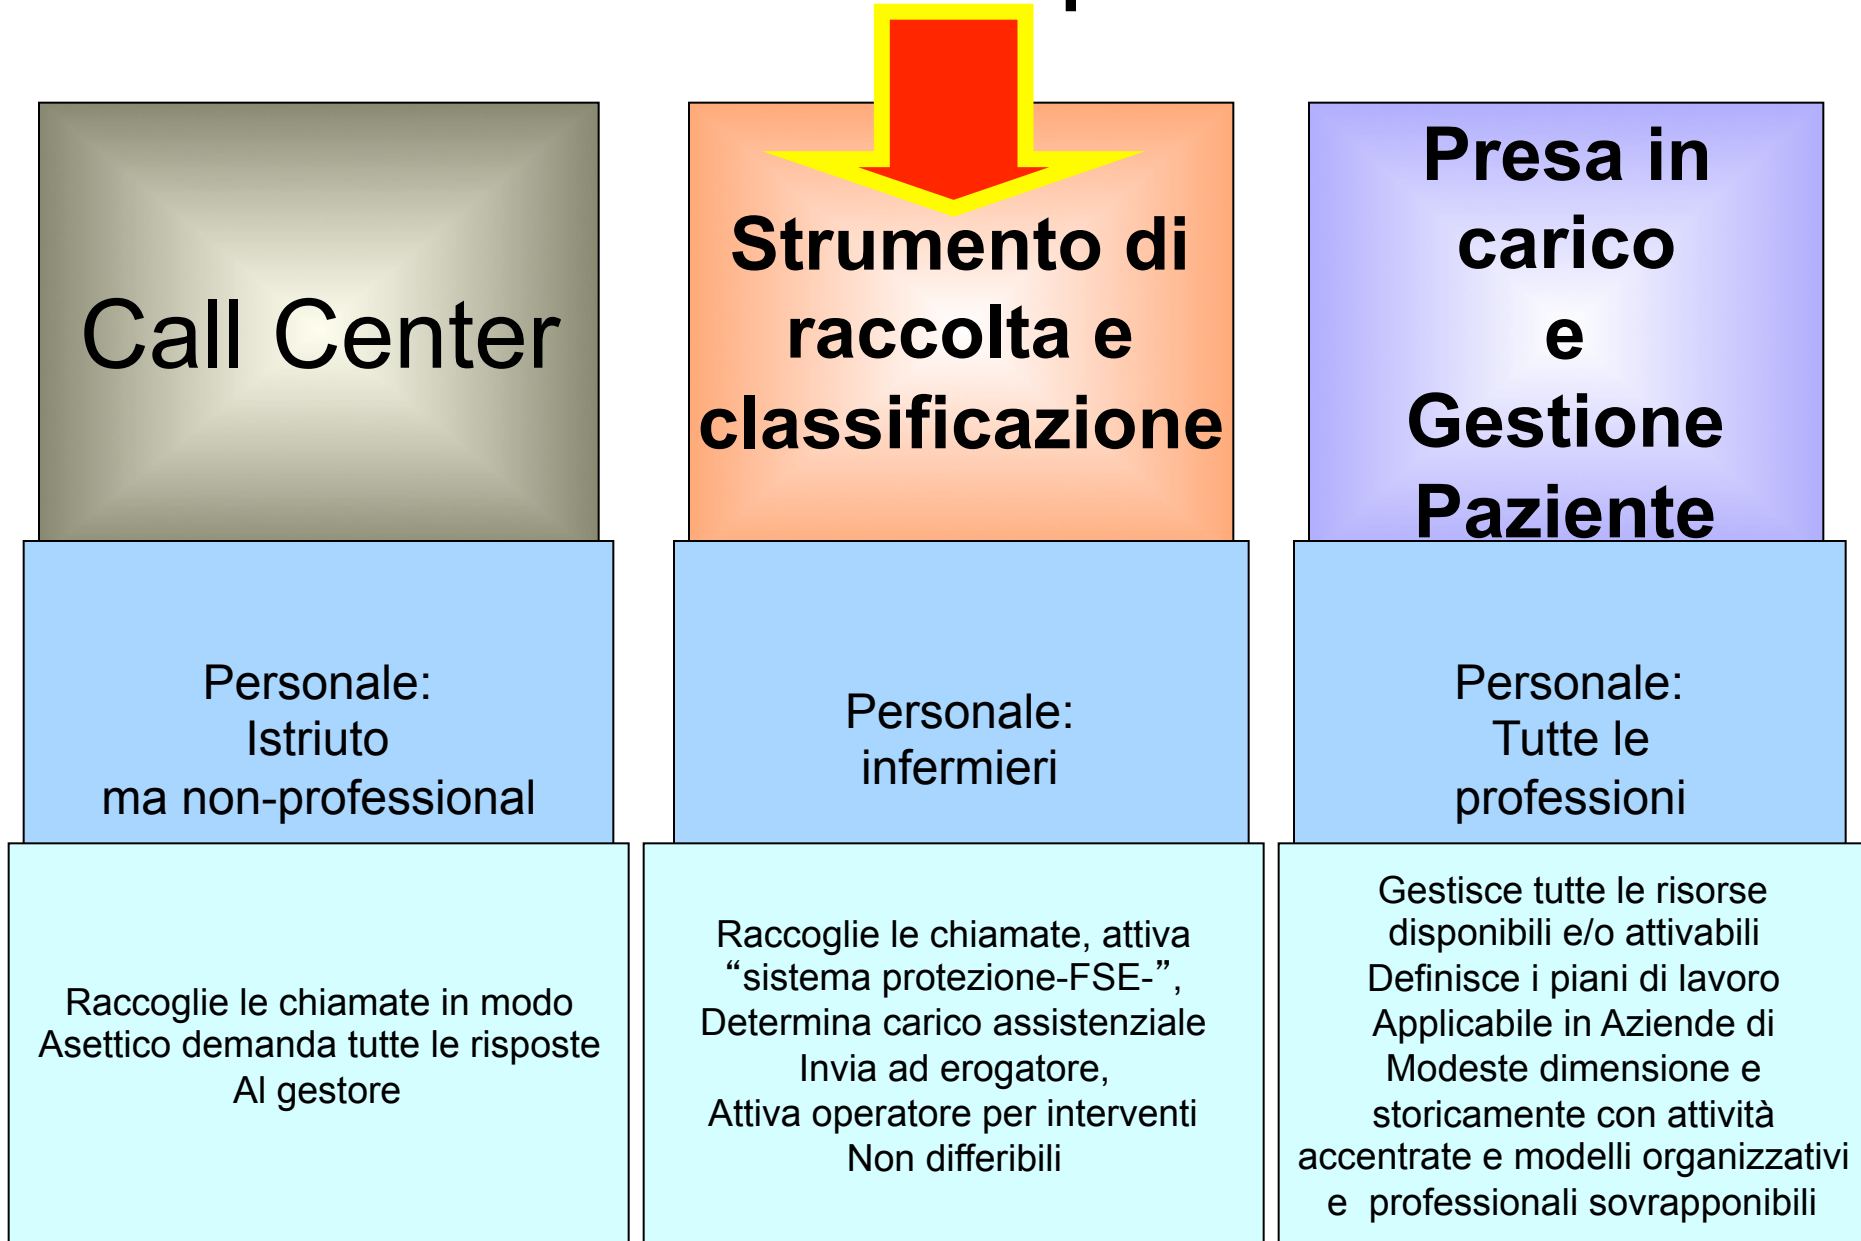 Call Center
Personale:
Istriuto
ma non-professional
Raccoglie le chiamate in modo
Asettico demanda tutte le risposte
Al gestore
Strumento di
raccolta e
classificazione
Personale:
infermieri
Raccoglie le chiamate, attiva
“sistema protezione-FSE-”,
Determina carico assistenziale
Invia ad erogatore,
Attiva operatore per interventi
Non differibili
Presa in
carico
e
Gestione
Paziente
Personale:
Tutte le
professioni
Gestisce tutte le risorse
disponibili e/o attivabili
Definisce i piani di lavoro
Applicabile in Aziende di
Modeste dimensione e
storicamente con attività
accentrate e modelli organizzativi
e professionali sovrapponibili